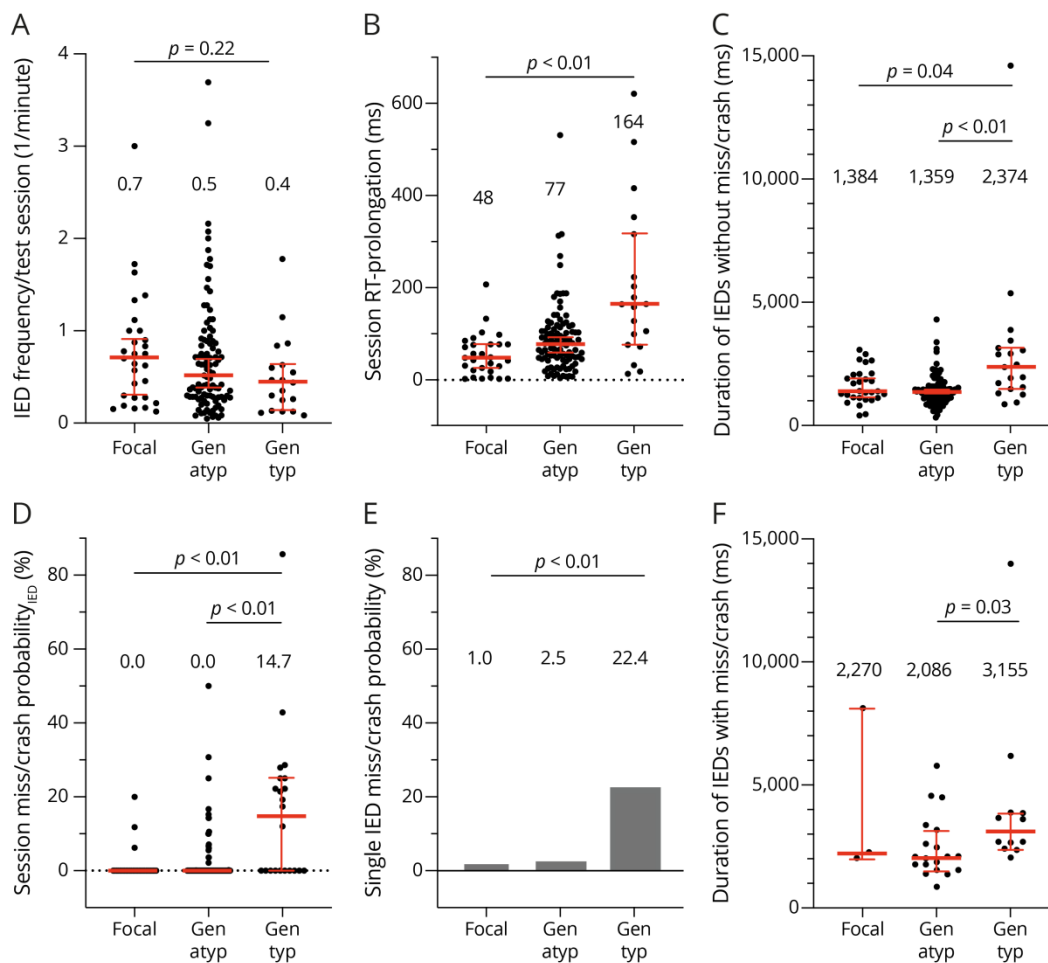 A
IED frequency/test session (1/minute)
4
3
2
1
0
p = 0.22
0.7
0.5
0.4
Focal
Gen
atyp
Gen
typ
B
Session RT-prolongation (ms)
600
400
200
0
p < 0.01
48
77
164
Focal
Gen
atyp
Gen
typ
C
Duration of IEDs without miss/crash (ms)
15,000
10,000
5,000
0
p = 0.04
p < 0.01
1,384
1,359
2,374
Focal
Gen
atyp
Gen
typ
D
Session miss/crash probabilityIED (%)
80
60
40
20
0
p < 0.01
p < 0.01
0.0
0.0
14.7
Focal
Gen
atyp
Gen
typ
E
Single IED miss/crash probability (%)
80
60
40
20
0
p < 0.01
1.0
2.5
22.4
Focal
Gen
atyp
Gen
typ
F
Duration of IEDs with miss/crash (ms)
15,000
10,000
5,000
0
p = 0.03
2,270
2,086
3,155
Focal
Gen
atyp
Gen
typ